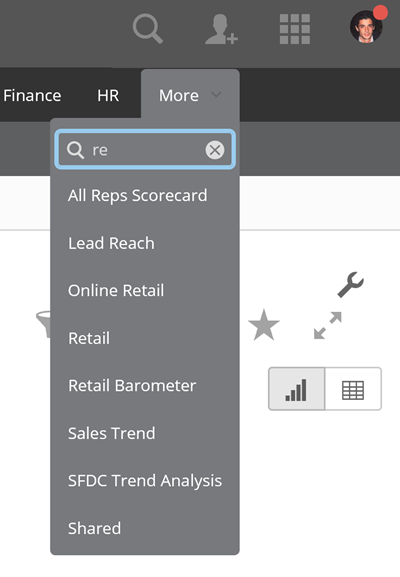 Finance HR More
re
All Reps Scorecard
Lead Reach
Online Retail
Retail
Retail Barometer
Sales Trend
SFDC Trend Analysis
Shared